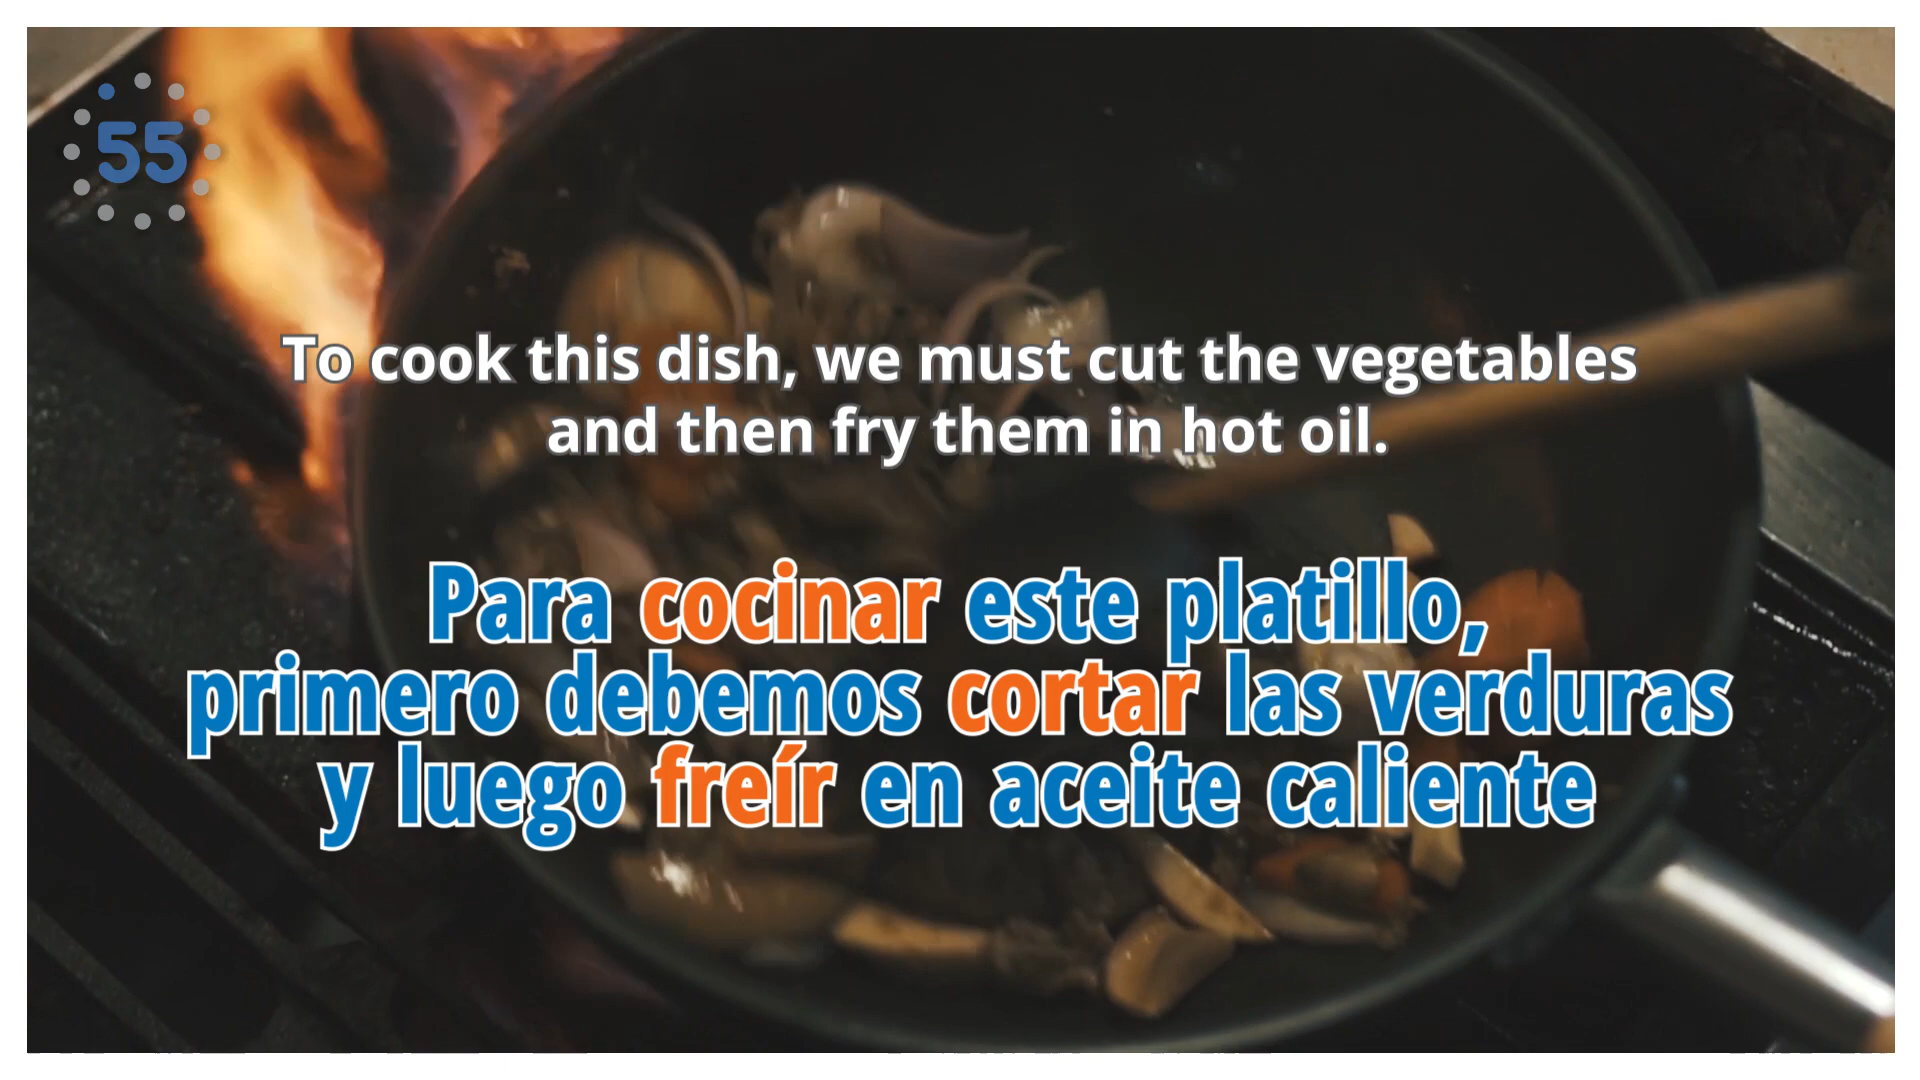 55
To cook this dish, we must cut the vegetables
and then fry them in hot oil.
Para cocinar este platillo,
primero debemos cortar las verduras
y luego freír en aceite caliente